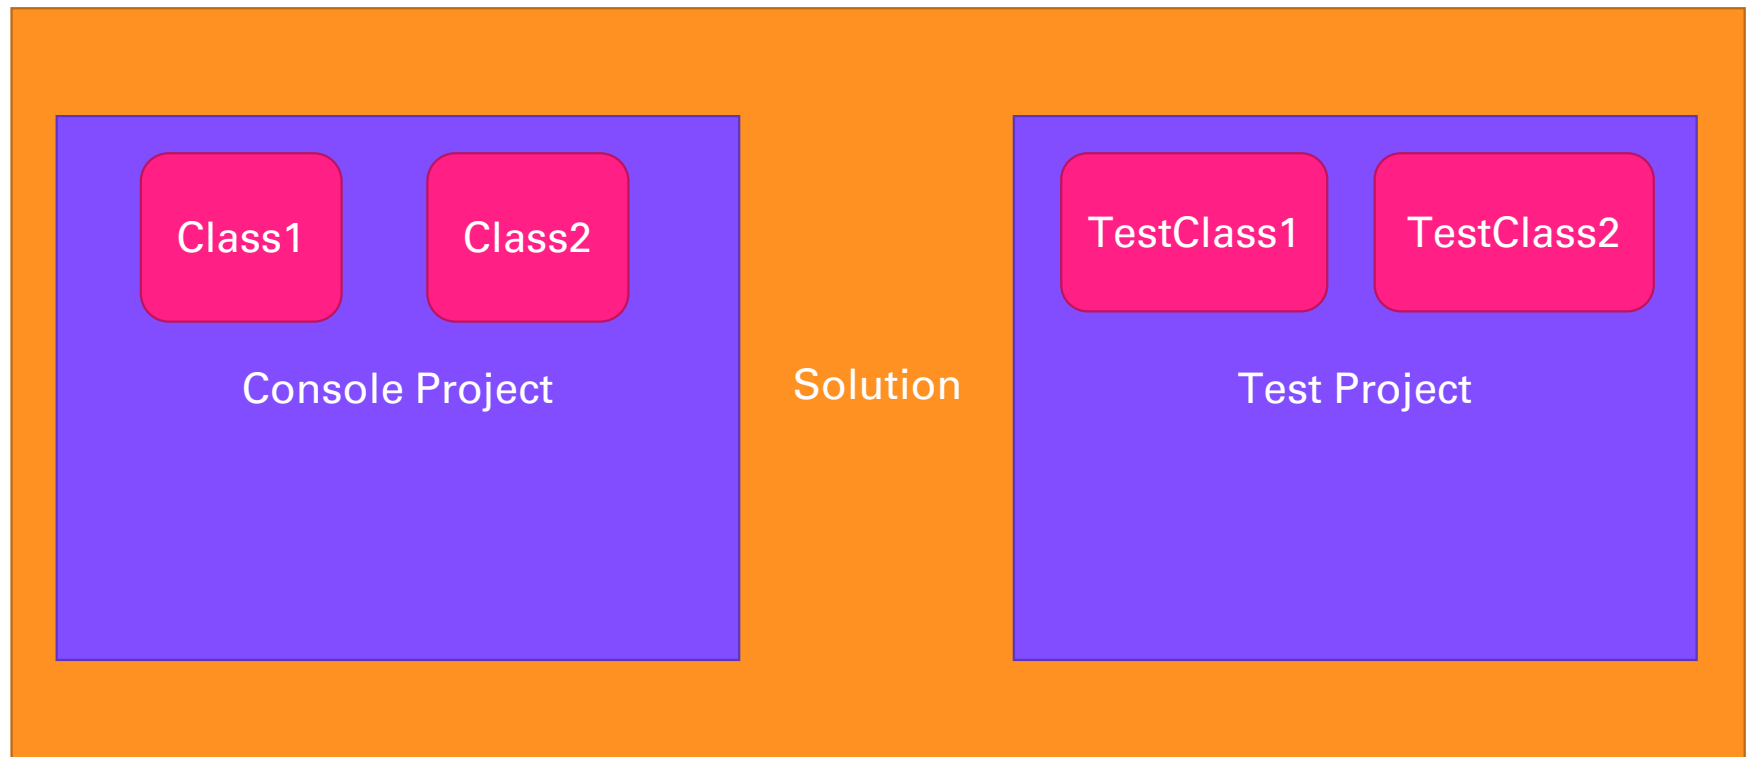 Class1
Class2
Console Project
Solution
TestClass1
TestClass2
Test Project